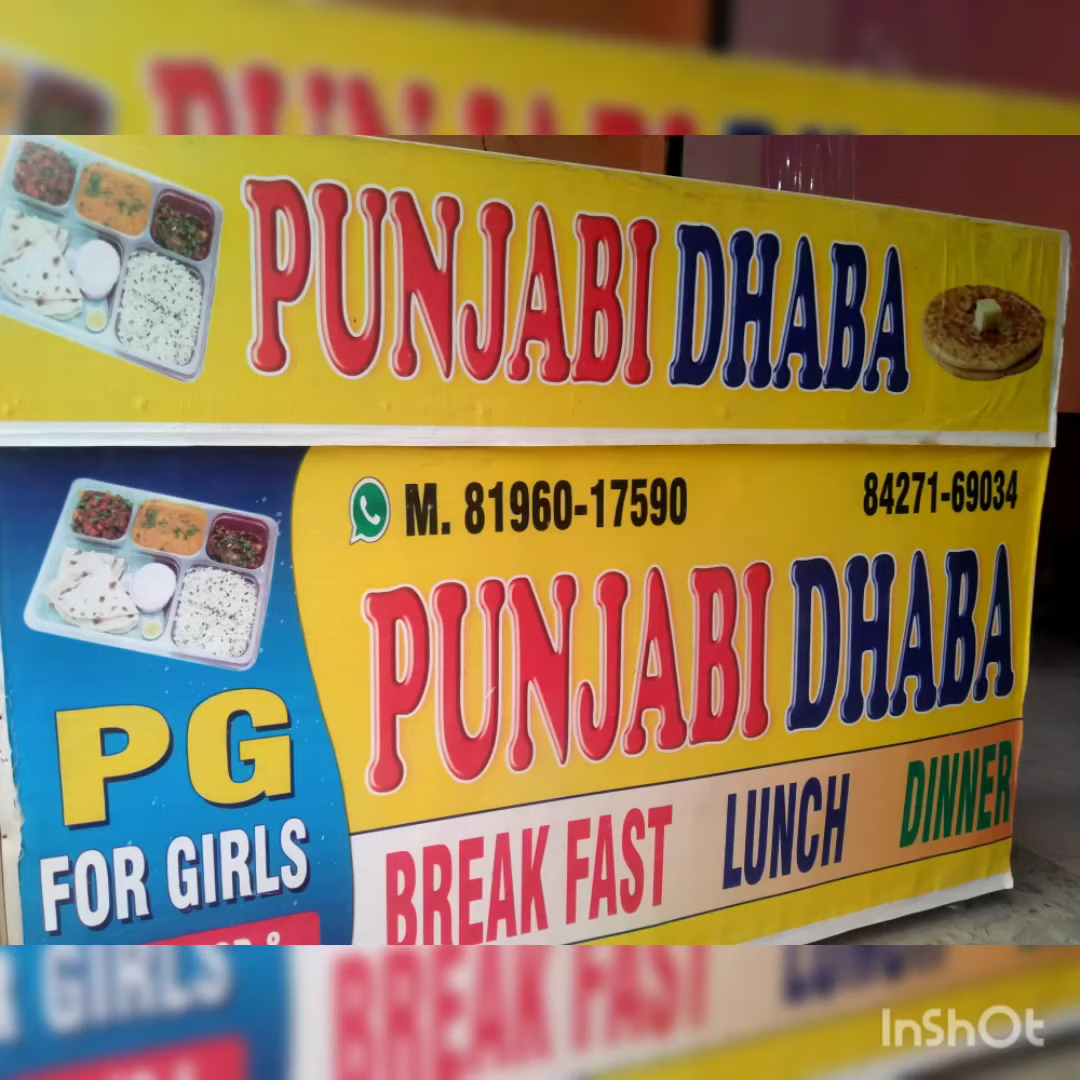 PUNJABI DHABA
M. 81960-17590 84271-69034
PUNJABI DHABA
PG
FOR GIRLS
BREAK FAST LUNCH DINNER
InShOt